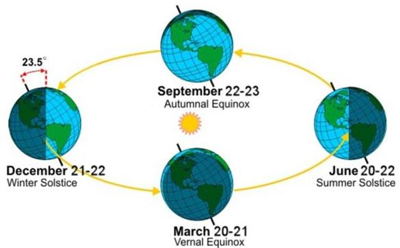 23.5°
September 22-23
Autumnal Equinox
December 21-22
Winter Solstice
June 20-22
Summer Solstice
March 20-21
Vernal Equinox